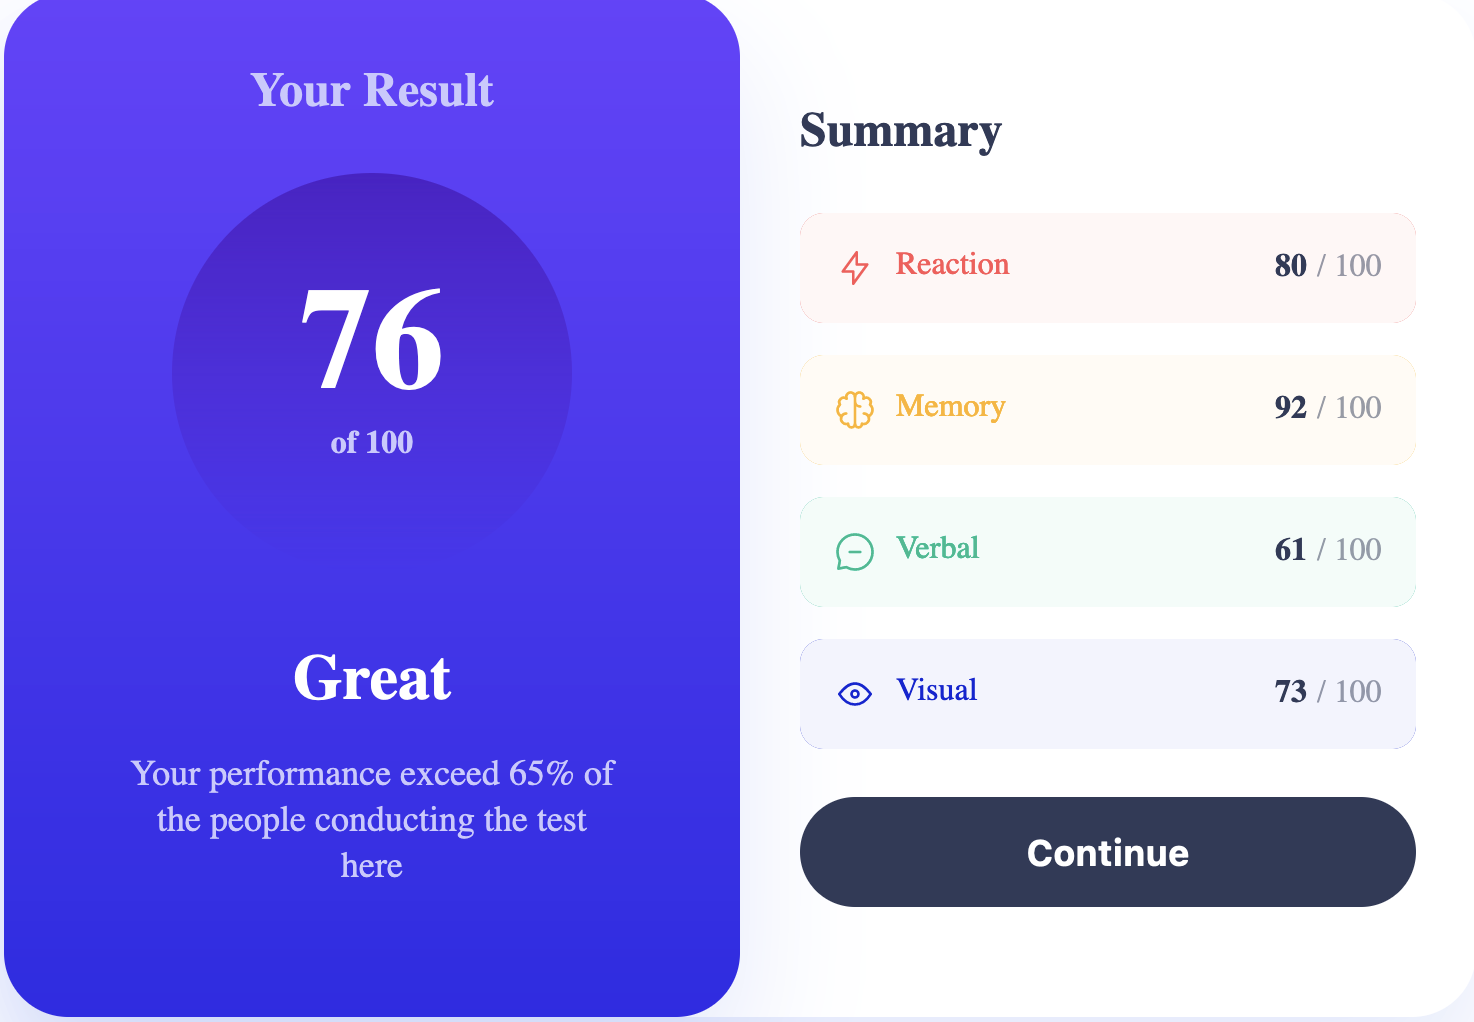 Your Result
76
of 100
Great
Your performance exceed 65% of
the people conducting the test
here
Summary
Reaction 80 / 100
Memory 92 / 100
Verbal 61 / 100
Visual 73 / 100
Continue